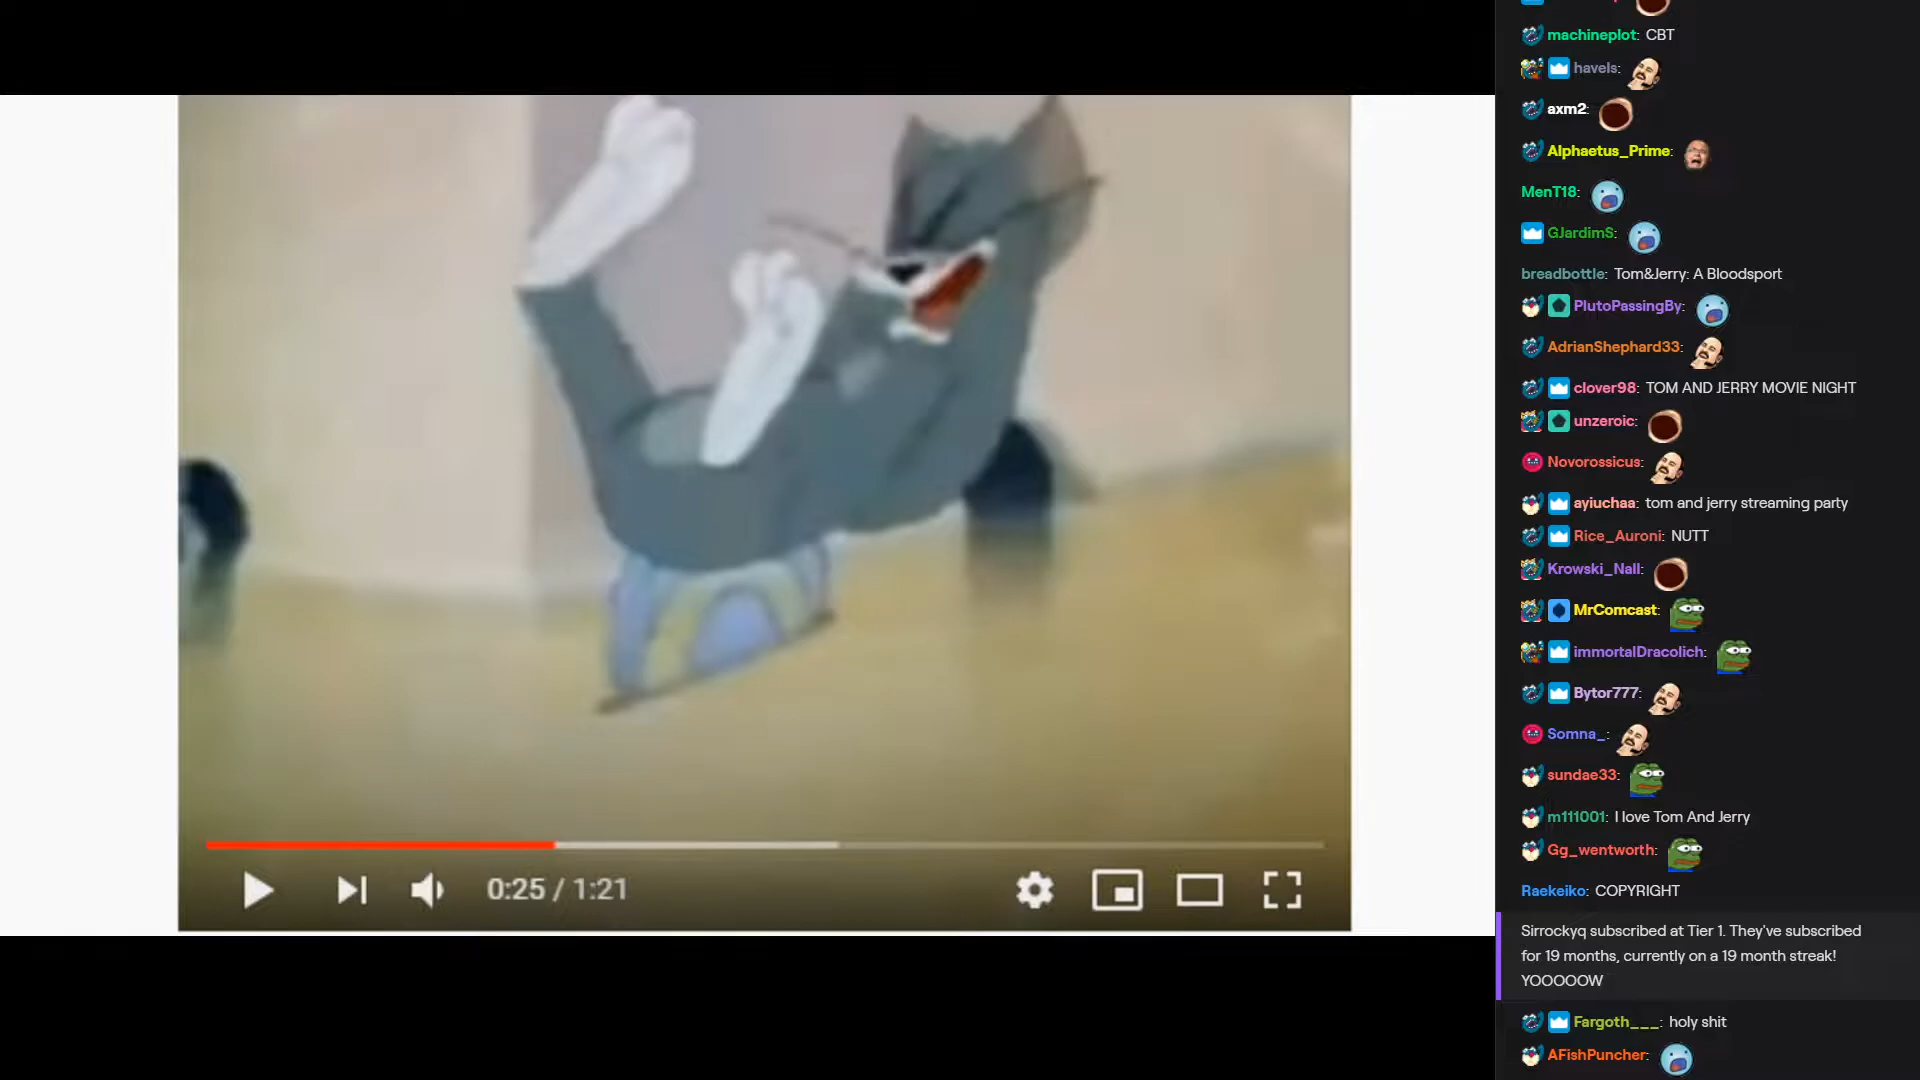 machineplot: CBT
havels:
axm2:
Alphaetus_Prime:
MenT18:
GJardimS:
breadbottle: Tom&Jerry: A Bloodsport
PlutoPassingBy:
AdrianShephard33:
clover98: TOM AND JERRY MOVIE NIGHT
unzeroic:
Novorossicus:
ayiuchaa: tom and jerry streaming party
Rice_Auroni: NUTT
Krowski_Nall:
MrComcast:
immortalDracolich:
Bytor777:
Somna_:
sundae33:
m111001: I love Tom And Jerry
Gg_wentworth:
Raekeiko: COPYRIGHT
Sirrockyq subscribed at Tier 1. They've subscribed
for 19 months, currently on a 19 month streak!
YOOOOOW
Fargoth___: holy shit
AFishPuncher:
0:25 / 1:21